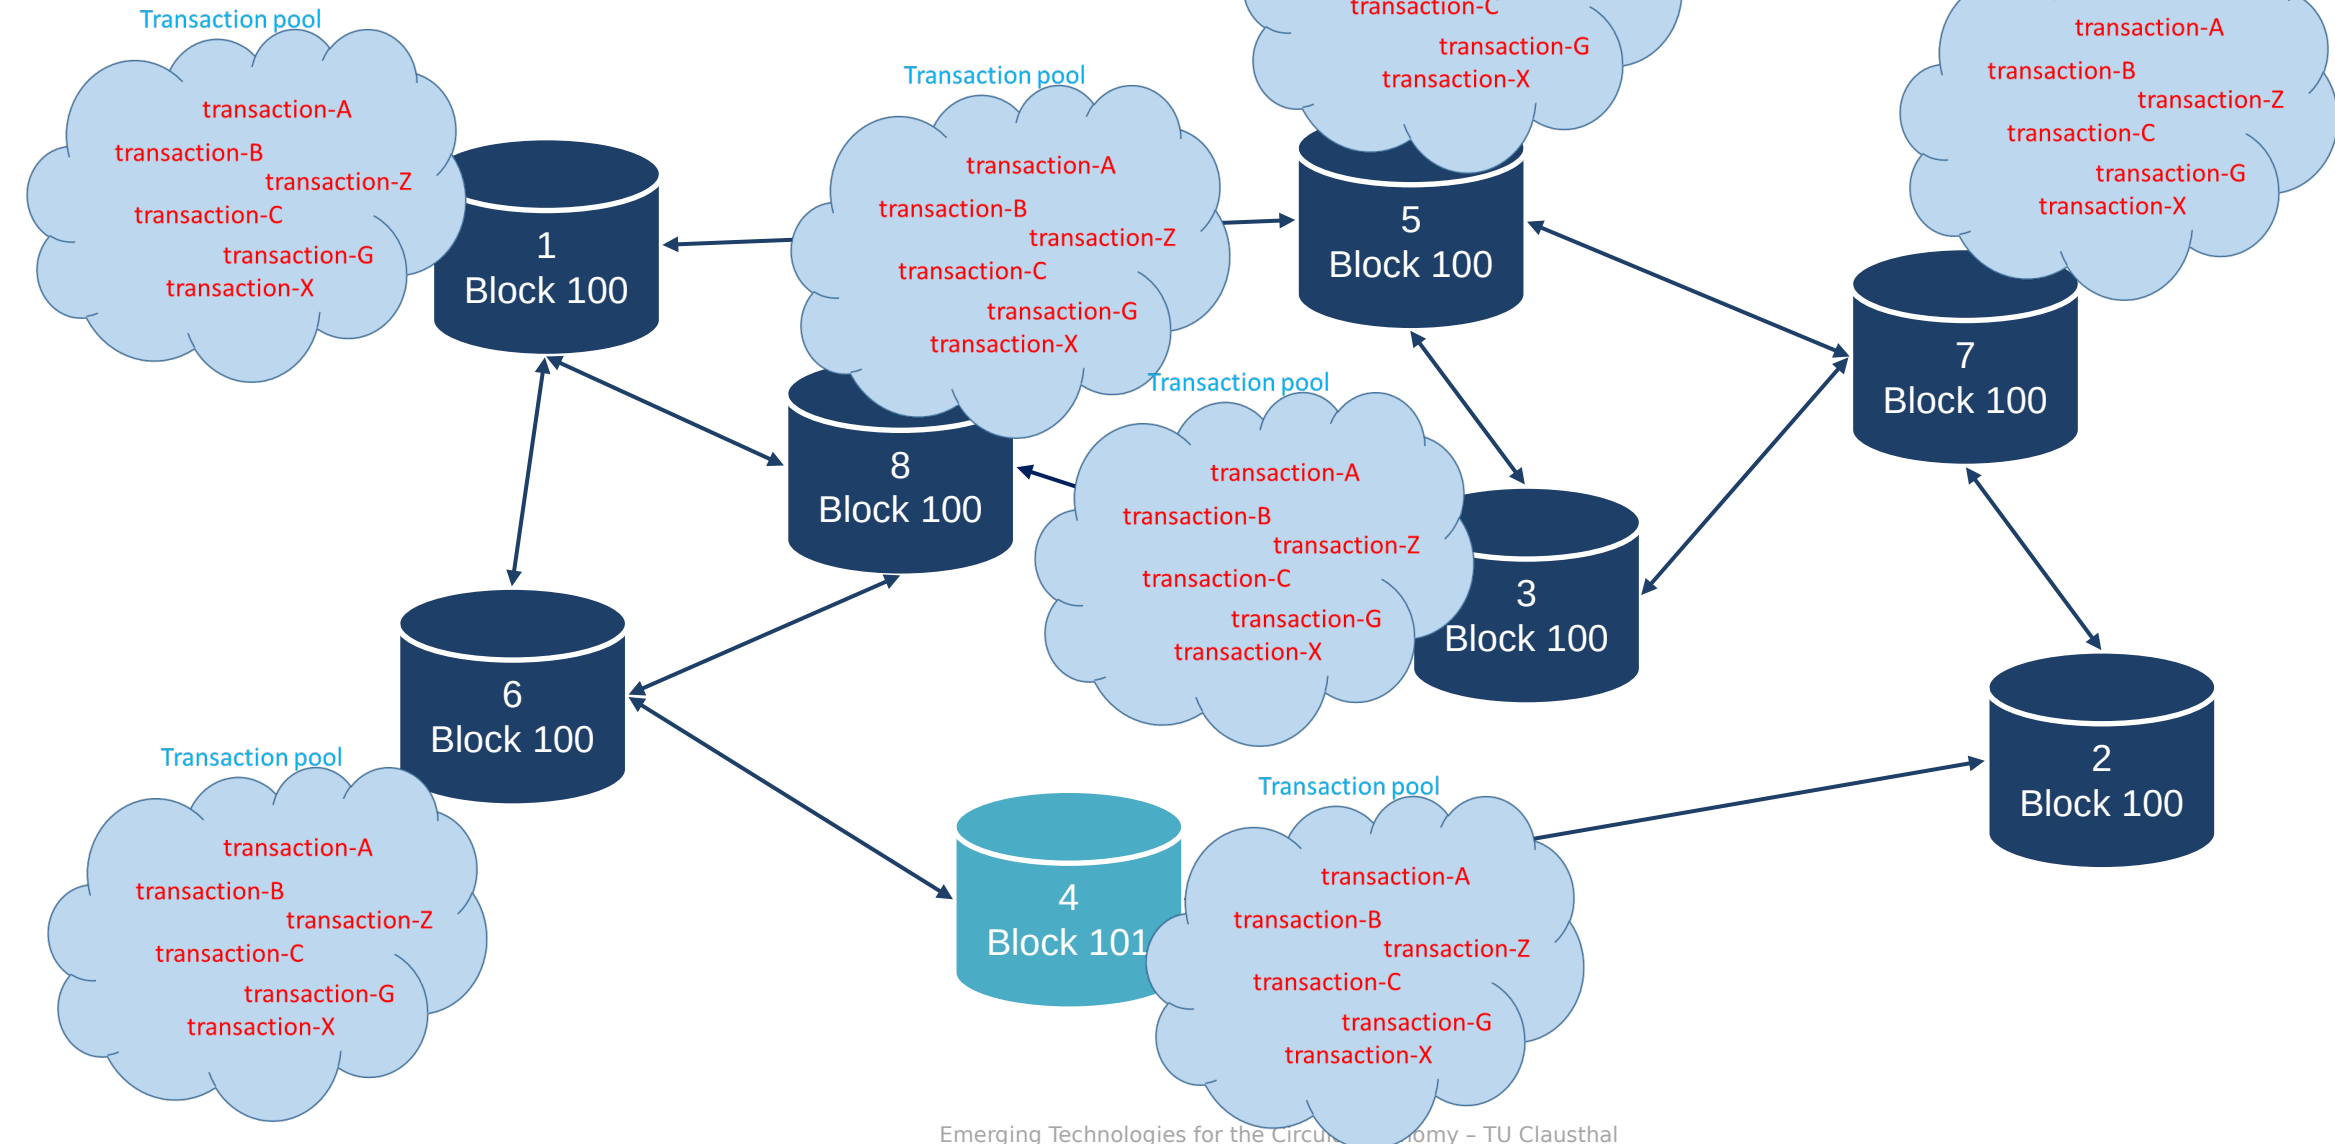 Transaction pool
transaction-A
transaction-B
transaction-Z
transaction-C
transaction-G
transaction-X
1
Block 100
Transaction pool
transaction-A
transaction-B
transaction-Z
transaction-C
transaction-G
transaction-X
8
Block 100
transaction-C
transaction-G
transaction-X
5
Block 100
transaction-A
transaction-B
transaction-Z
transaction-C
transaction-G
transaction-X
7
Block 100
Transaction pool
transaction-A
transaction-B
transaction-Z
transaction-C
transaction-G
transaction-X
3
Block 100
6
Block 100
Transaction pool
transaction-A
transaction-B
transaction-Z
transaction-C
transaction-G
transaction-X
4
Block 101
Transaction pool
transaction-A
transaction-B
transaction-Z
transaction-C
transaction-G
transaction-X
2
Block 100
Emerging Technologies for the – TU Clausthal